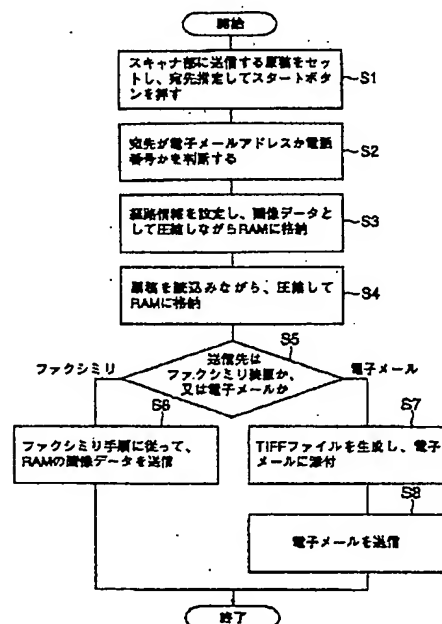 開始
スキャナ部に送信する原稿をセッ
トし、宛先指定してスタートボタ
ンを押す
S1
宛先が電子メールアドレスか電話
番号かを判断する
S2
経路情報を設定し、画像データと
して圧縮しながらRAMに格納
S3
原稿を読込みながら、圧縮して
RAMに格納
S4
S5
送信先は
ファクシミリ装置か、
又は電子メールか
ファクシミリ
電子メール
S6
ファクシミリ手順に従って、
RAMの画像データを送信
S7
TIFFファイルを生成し、電子
メールに添付
S8
電子メールを送信
終了